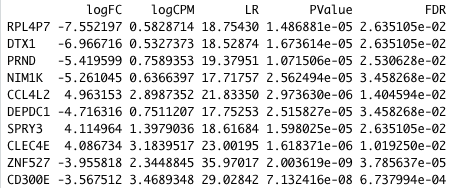 logFC logCPM LR PValue FDR
RPL4P7 -7.552197 0.5828714 18.75430 1.486881e-05 2.635105e-02
DTX1 -6.966716 0.5327373 18.52874 1.673614e-05 2.635105e-02
PRND -5.419599 0.7589353 19.37951 1.071506e-05 2.530628e-02
NIM1K -5.261045 0.6366397 17.71757 2.562494e-05 3.458268e-02
CCL4L2 4.963153 2.8987352 21.83350 2.973630e-06 1.404594e-02
DEPDC1 -4.716316 0.7511207 17.75253 2.515827e-05 3.458268e-02
SPRY3 4.114964 1.3979036 18.61684 1.598025e-05 2.635105e-02
CLEC4E 4.086734 3.1839517 23.00195 1.618371e-06 1.019250e-02
ZNF527 -3.955818 2.3448845 35.97017 2.003619e-09 3.785637e-05
CD300E -3.567512 3.4689348 29.02842 7.132416e-08 6.737994e-04